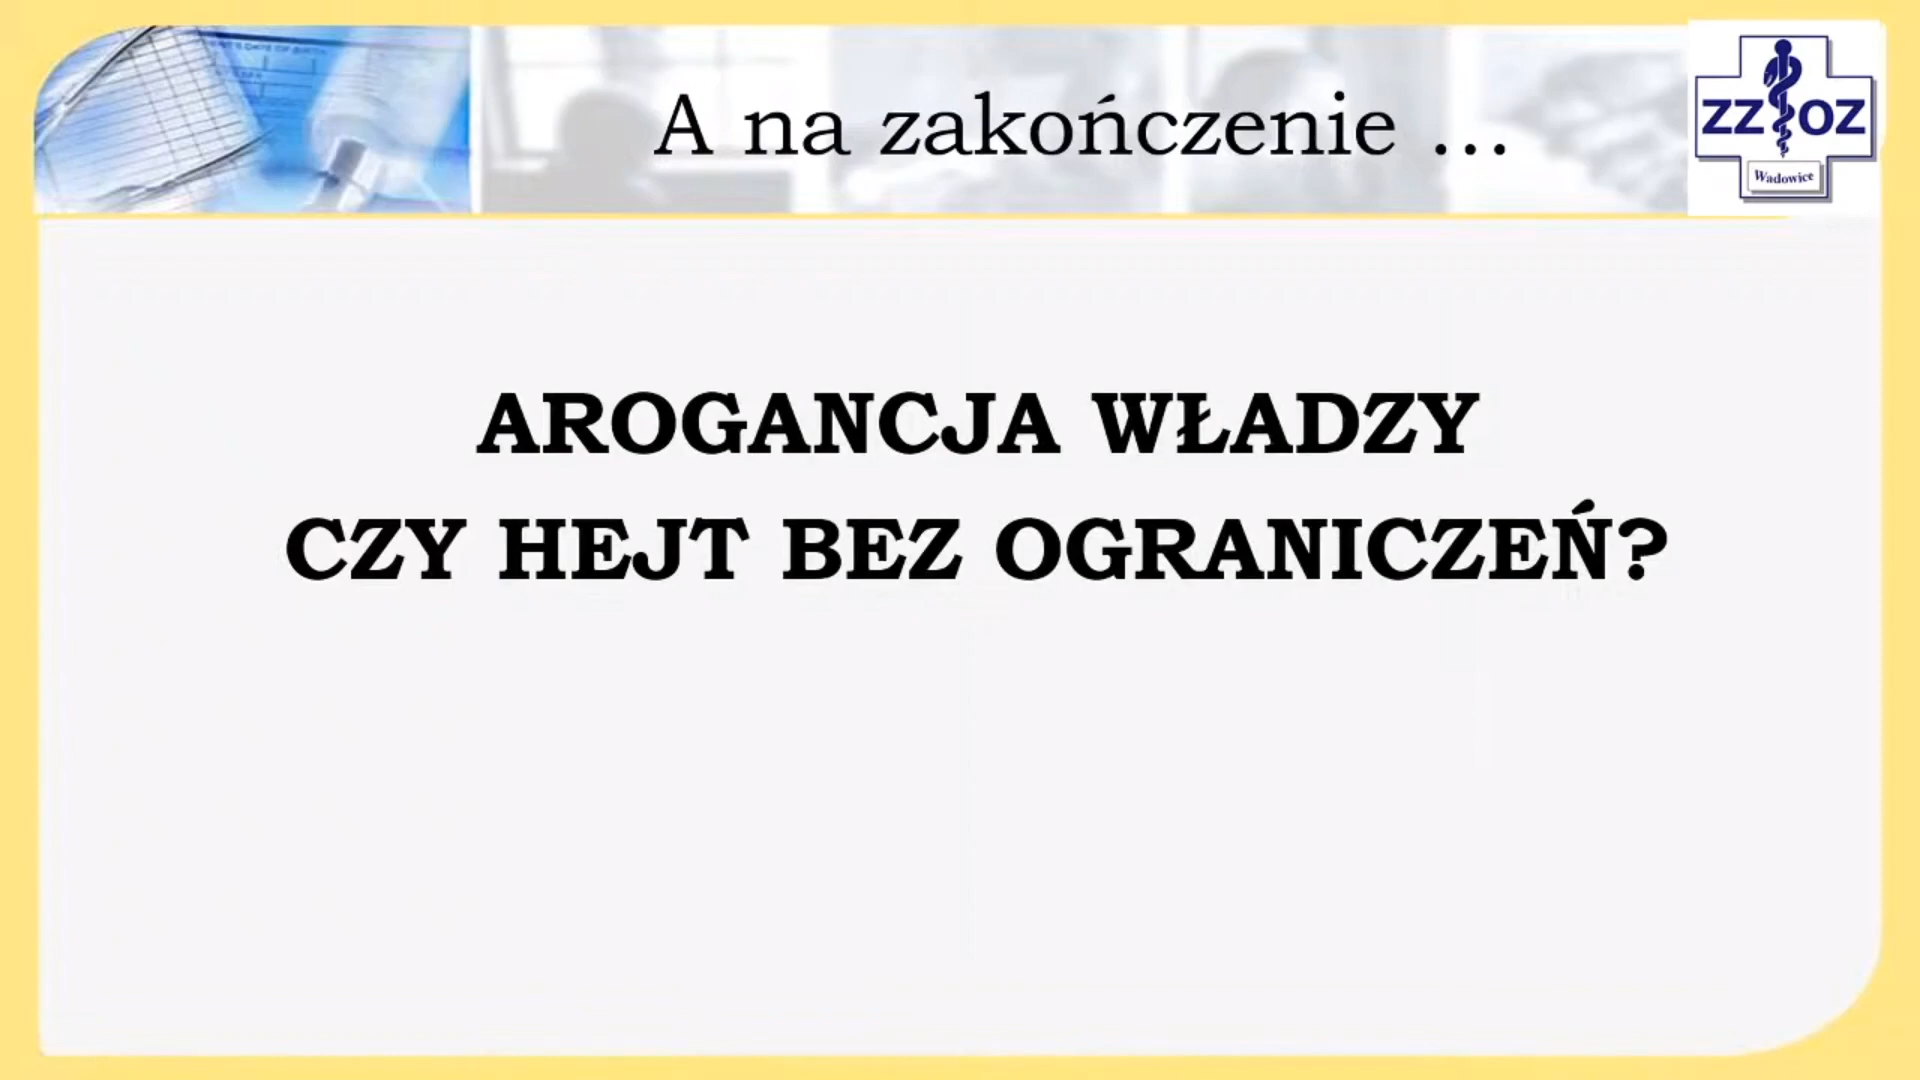 A na zakończenie ...
ZZ OZ
Wadowice
AROGANCJA WŁADZY
CZY HEJT BEZ OGRANICZEŃ?